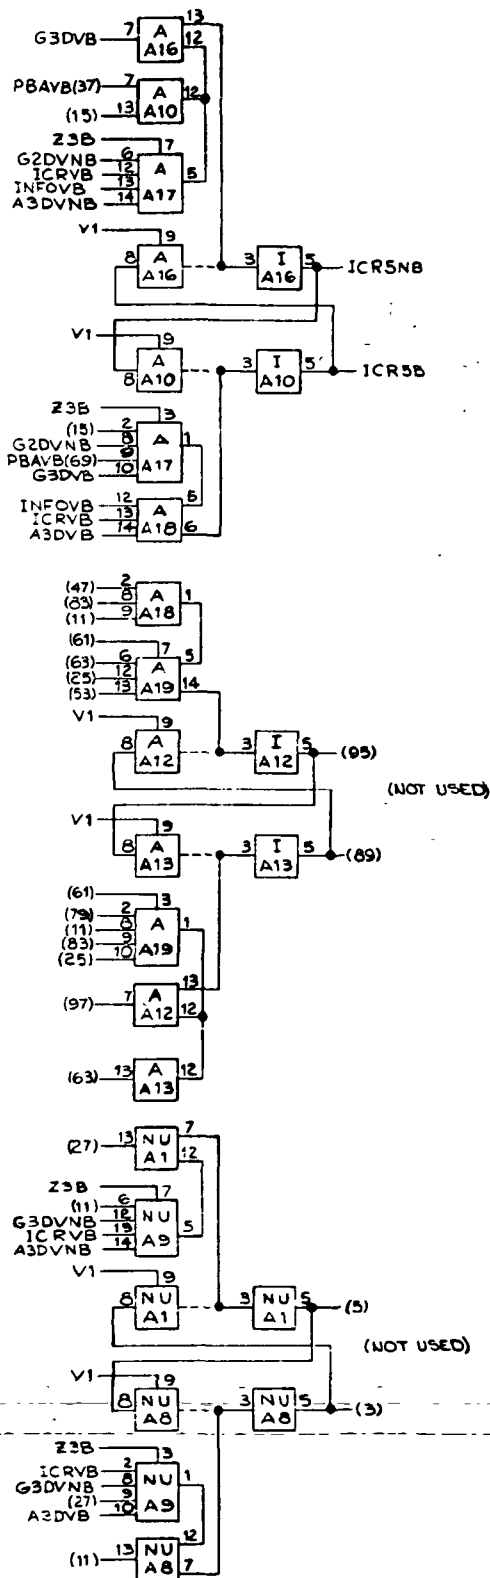 13
G3DVB 7 A 12
A16
PBAVB(37) 7 A 12
(15) 13 A10
Z3B 7
G2DVNB 6 A
ICRVB 12 5
INFOVB 13 A17
A3DVNB 14
V1 9
8 A 3 I 5 ICR5NB
A16 A16
V1 9
A 3 I 5 ICR5B
8 A10 A10
Z3B 3
(15) 2 A 1
G2DVNB 8
PBAVB(69) 9 A17
G3DVB 10
INFOVB 12 A 5
ICRVB 13
A3DVB 14 A18 6
(47) 2 A 1
(83) 8
(11) 9 A18
(61) 7
(63) 6 A 5
(25) 12
(53) 13 A19 14
V1 9
8 A 3 I 5 (95)
A12 A12
(NOT USED)
V1 9
8 A 3 I 5 (89)
A13 A13
(61) 3
(79) 2 A 1
(11) 8
(83) 9 A19
(25) 10
13
(97) 7 A 12
A12
(63) 13 A 12
A13
(27) 13 NU 7
A1 12
Z3B 7
(11) 6 NU
G3DVNB 12 5
ICRVB 13 A9
A3DVNB 14
V1 9
8 NU 3 NU 5 (5)
A1 A1
(NOT USED)
V1 9
8 NU 3 NU 5 (3)
A8 A8
Z3B 3
ICRVB 2 NU 1
G3DVNB 8
(27) 9 A9
A3DVB 10
12
(11) 13 NU
A8 7